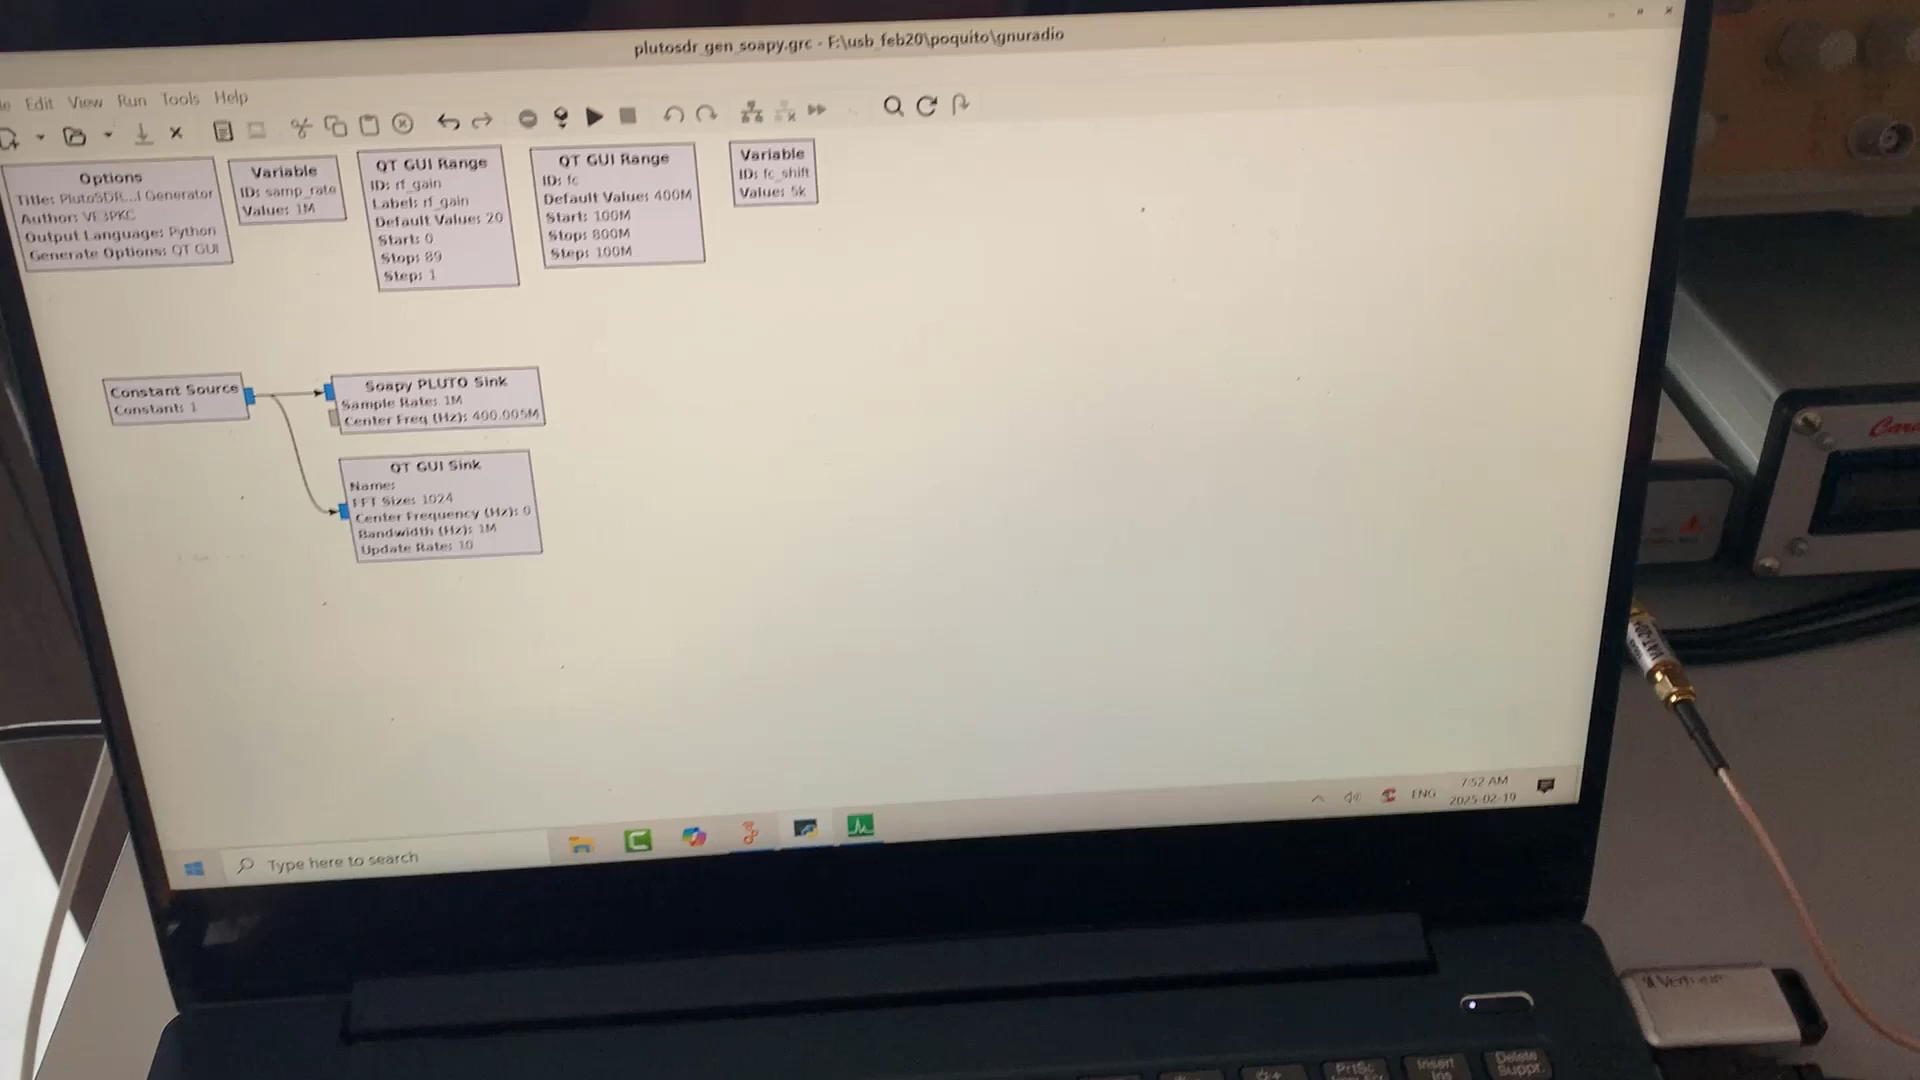 plutosdr_gen_soapy.grc - F:\usb_feb20\poquito\gnuradio
Edit View Run Tools Help
Options
Title: PlutoSDR...l Generator
Author: VE3PKC
Output Language: Python
Generate Options: QT GUI
Variable
ID: samp_rate
Value: 1M
QT GUI Range
ID: rf_gain
Label: rf_gain
Default Value: 20
Start: 0
Stop: 89
Step: 1
QT GUI Range
ID: fc
Default Value: 400M
Start: 100M
Stop: 800M
Step: 100M
Variable
ID: fc_shift
Value: 5k
Constant Source
Constant: 1
Soapy PLUTO Sink
Sample Rate: 1M
Center Freq (Hz): 400.005M
QT GUI Sink
Name:
FFT Size: 1024
Center Frequency (Hz): 0
Bandwidth (Hz): 1M
Update Rate: 10
ENG
7:52 AM
2025-02-19
Type here to search
PrtSc
Insert
Ins
Delete
Suppr.